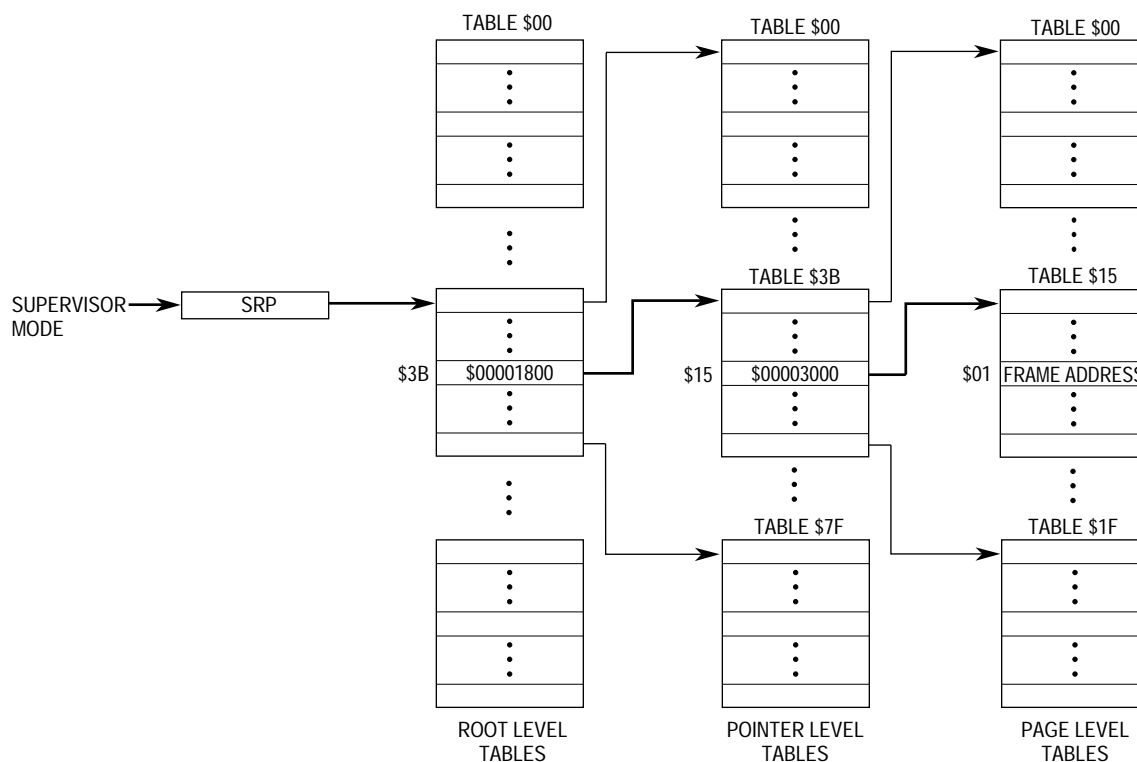 TABLE $00
TABLE $00
TABLE $00
SUPERVISOR
MODE
SRP
TABLE $3B
TABLE $15
$3B
$00001800
$15
$00003000
$01
FRAME ADDRESS
TABLE $7F
TABLE $1F
ROOT LEVEL
TABLES
POINTER LEVEL
TABLES
PAGE LEVEL
TABLES